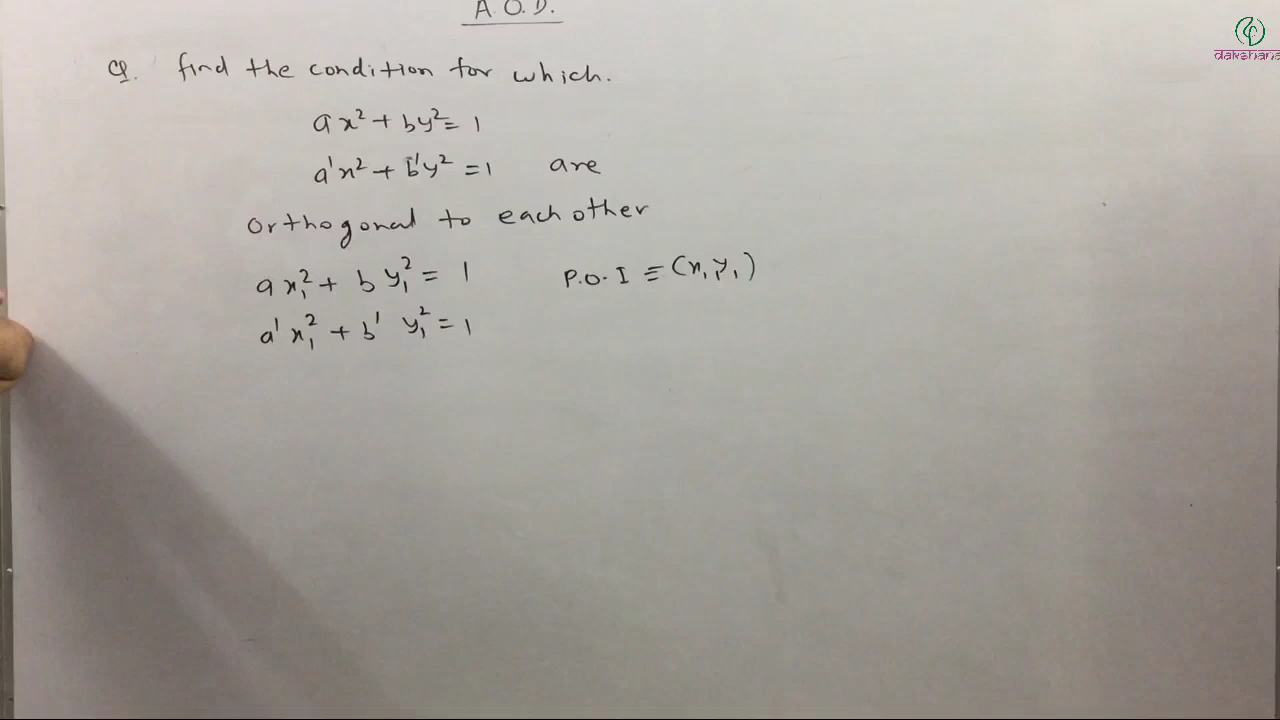 A.O.D.
dakshana
Q. find the condition for which.
ax² + by² = 1
a'x² + b'y² = 1 are
orthogonal to each other
ax₁² + by₁² = 1 P.O.I ≡ (x₁, y₁)
a'x₁² + b'y₁² = 1